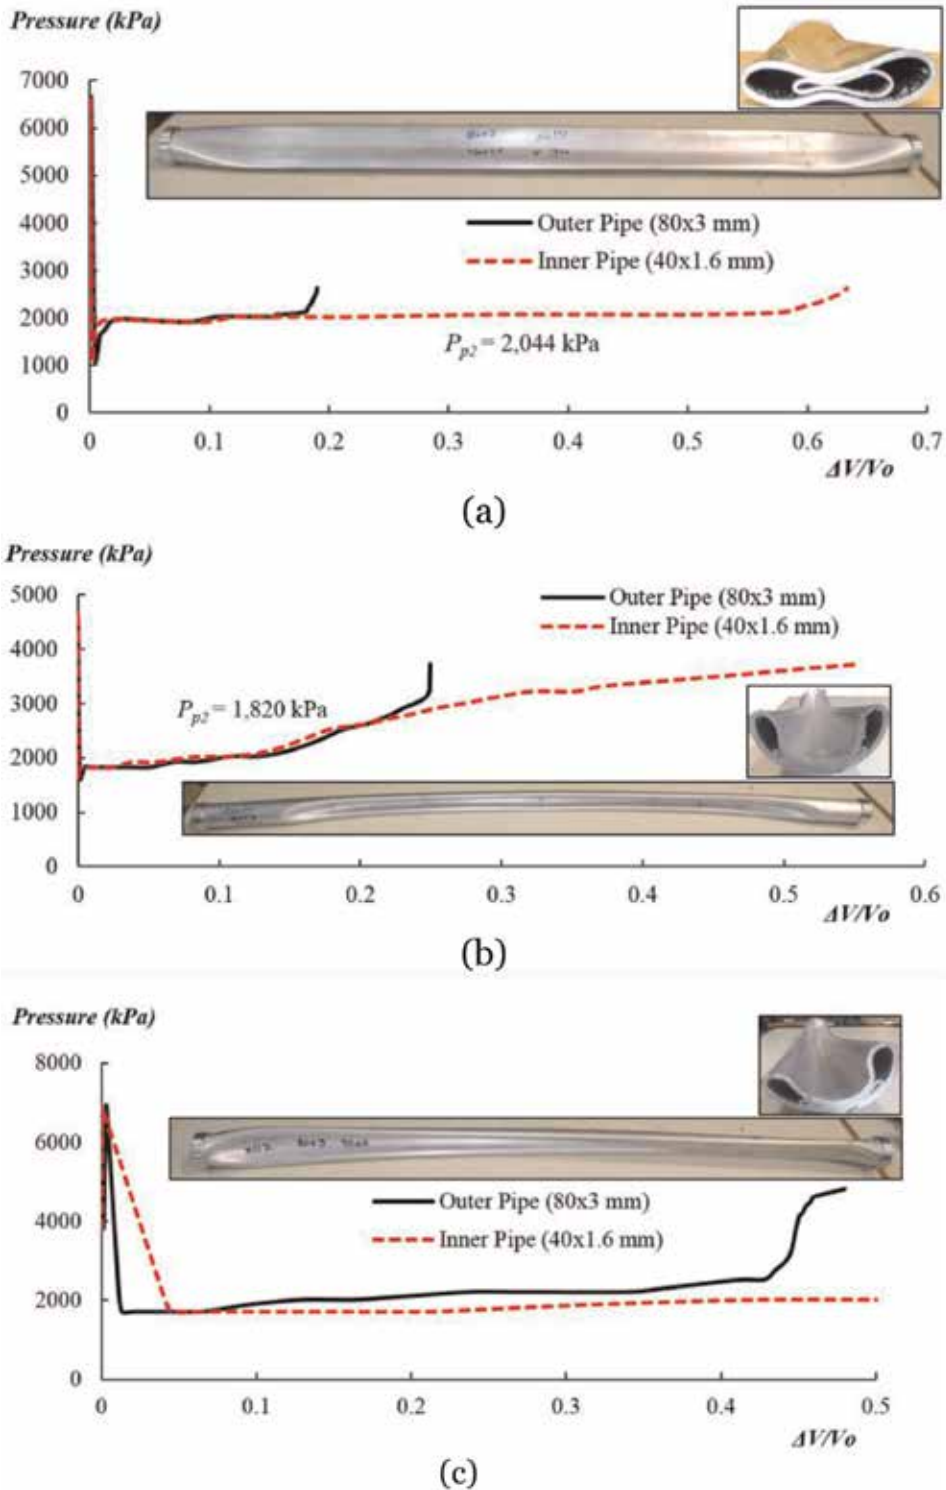 Pressure (kPa)
7000
6000
5000
4000
3000
2000
1000
0
Outer Pipe (80x3 mm)
Inner Pipe (40x1.6 mm)
Pp2 = 2,044 kPa
0 0.1 0.2 0.3 0.4 0.5 0.6 0.7
ΔV/Vo
(a)
Pressure (kPa)
5000
4000
3000
2000
1000
0
Outer Pipe (80x3 mm)
Inner Pipe (40x1.6 mm)
Pp2 = 1,820 kPa
0 0.1 0.2 0.3 0.4 0.5 0.6
ΔV/Vo
(b)
Pressure (kPa)
8000
6000
4000
2000
0
Outer Pipe (80x3 mm)
Inner Pipe (40x1.6 mm)
0 0.1 0.2 0.3 0.4 0.5
ΔV/Vo
(c)